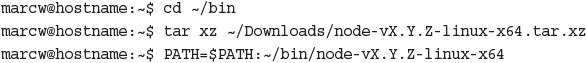 marcw@hostname:~$ cd ~/bin
marcw@hostname:~$ tar xz ~/Downloads/node-vX.Y.Z-linux-x64.tar.xz
marcw@hostname:~$ PATH=$PATH:~/bin/node-vX.Y.Z-linux-x64